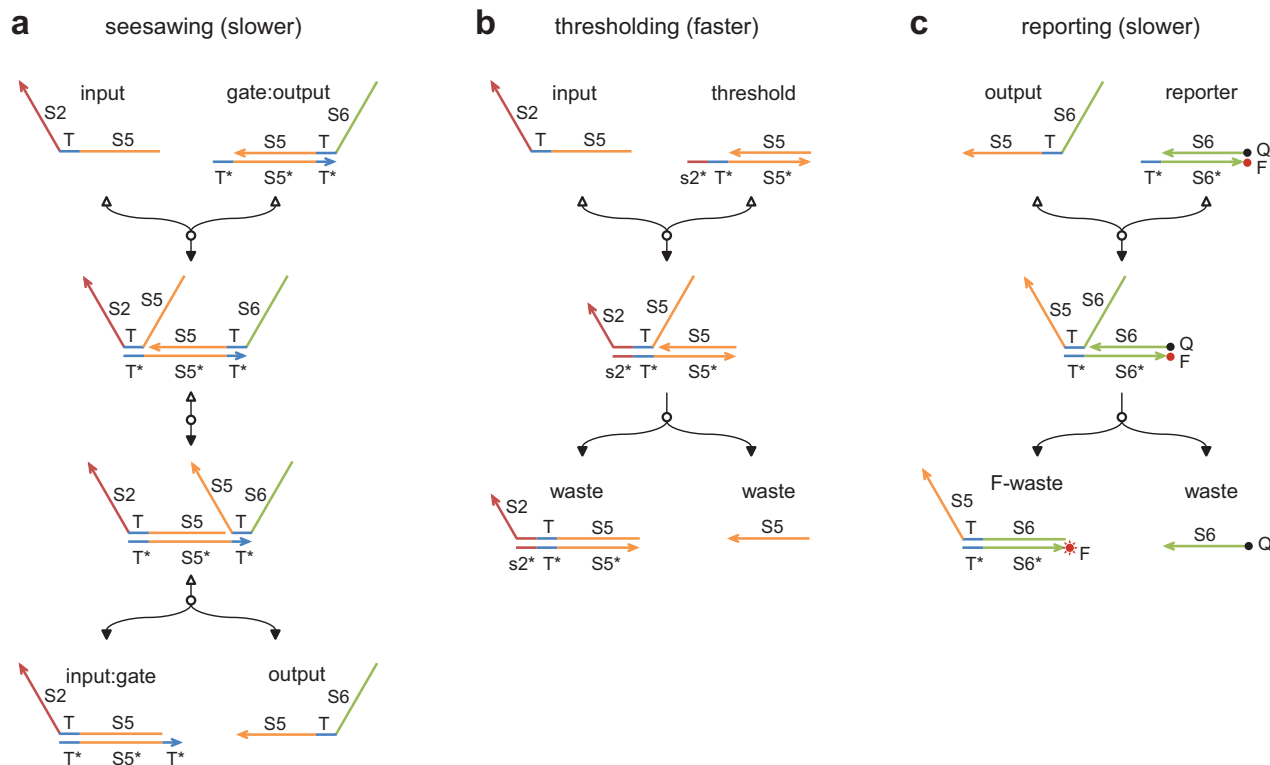 a seesawing (slower)
input
gate:output
S2
T
S5
S6
S5
T
T*
S5*
T*
S2
S5
S6
T
S5
T
T*
S5*
T*
S2
S5
S6
T
S5
T
T*
S5*
T*
input:gate
output
S2
S6
T
S5
S5
T
T*
S5*
T*
b thresholding (faster)
input
threshold
S2
T
S5
S5
s2*
T*
S5*
S2
S5
T
S5
s2*
T*
S5*
waste
waste
S2
T
S5
S5
s2*
T*
S5*
c reporting (slower)
output
reporter
S6
S5
T
S6
Q
F
T*
S6*
S5
S6
T
S6
Q
F
T*
S6*
F-waste
waste
S5
T
S6
S6
Q
F
T*
S6*